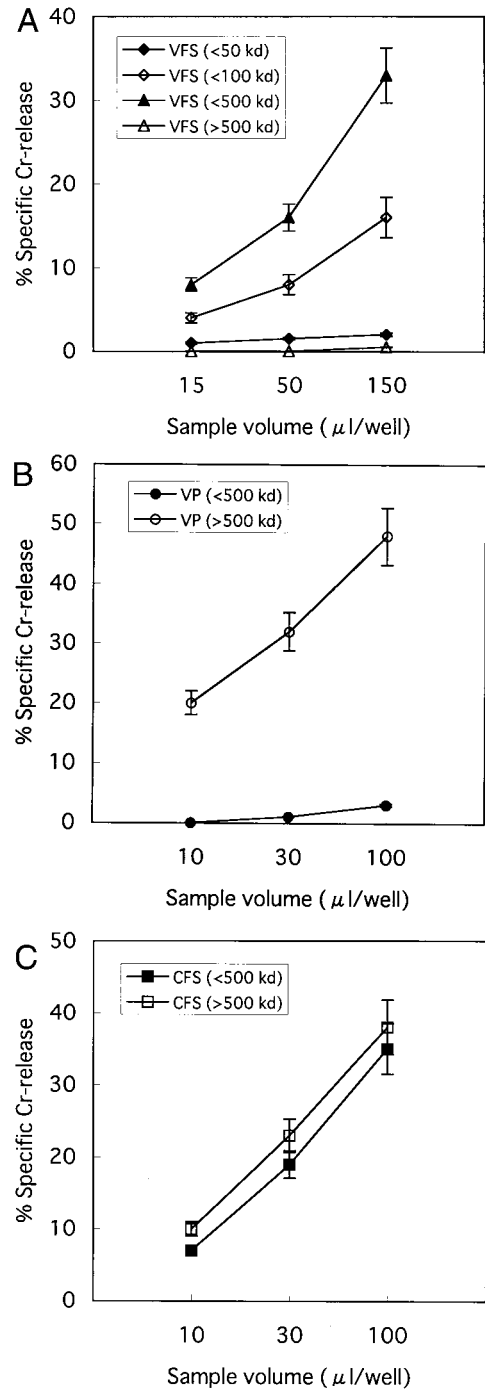 A
% Specific Cr-release
40
30
20
10
0
VFS (<50 kd)
VFS (<100 kd)
VFS (<500 kd)
VFS (>500 kd)
15 50 150
Sample volume ( μl/well)
B
% Specific Cr-release
60
50
40
30
20
10
0
VP (<500 kd)
VP (>500 kd)
10 30 100
Sample volume ( μl/well)
C
% Specific Cr-release
50
40
30
20
10
0
CFS (<500 kd)
CFS (>500 kd)
10 30 100
Sample volume ( μl/well)